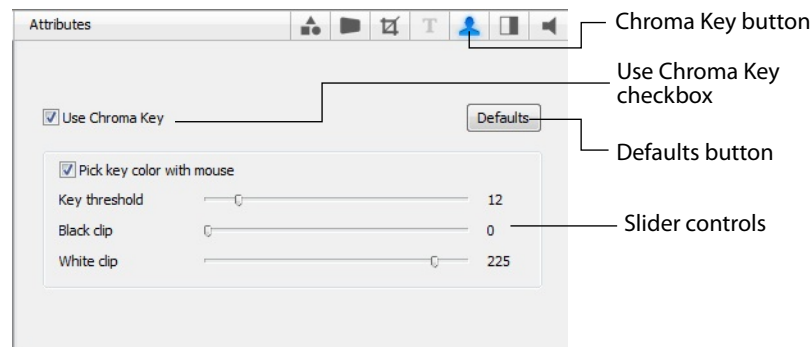 Attributes
T
Chroma Key button
Use Chroma Key
checkbox
Use Chroma Key
Defaults
Defaults button
Pick key color with mouse
Key threshold 12
Black clip 0
Slider controls
White clip 225